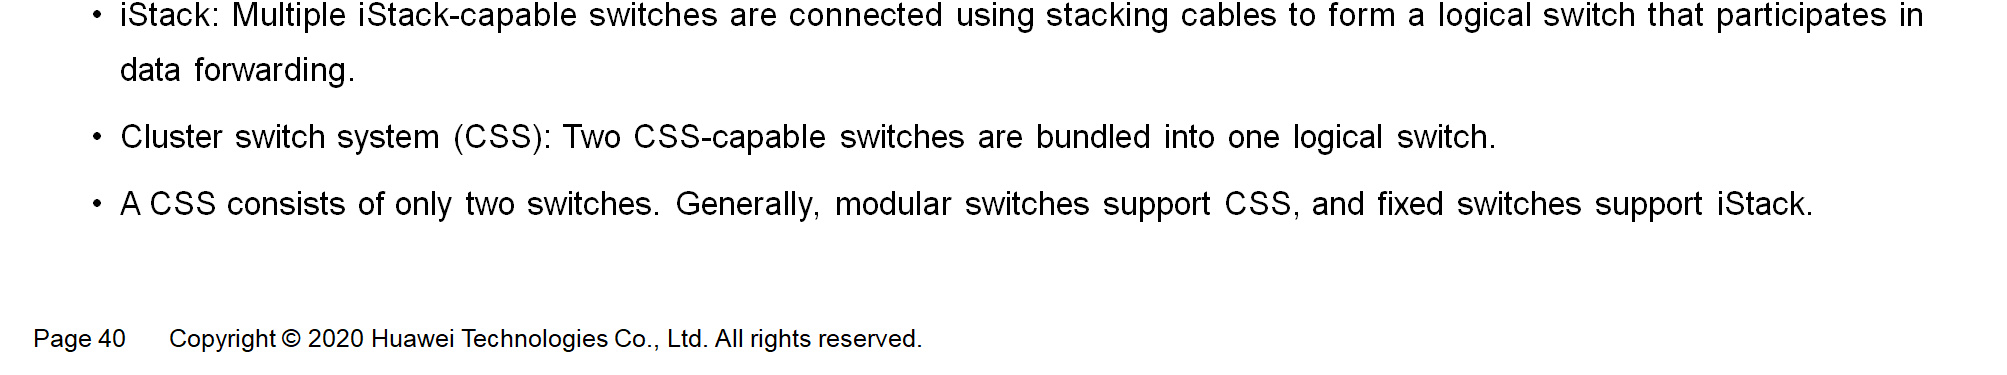 • iStack: Multiple iStack-capable switches are connected using stacking cables to form a logical switch that participates in
data forwarding.
• Cluster switch system (CSS): Two CSS-capable switches are bundled into one logical switch.
• A CSS consists of only two switches. Generally, modular switches support CSS, and fixed switches support iStack.
Page 40 Copyright © 2020 Huawei Technologies Co., Ltd. All rights reserved.